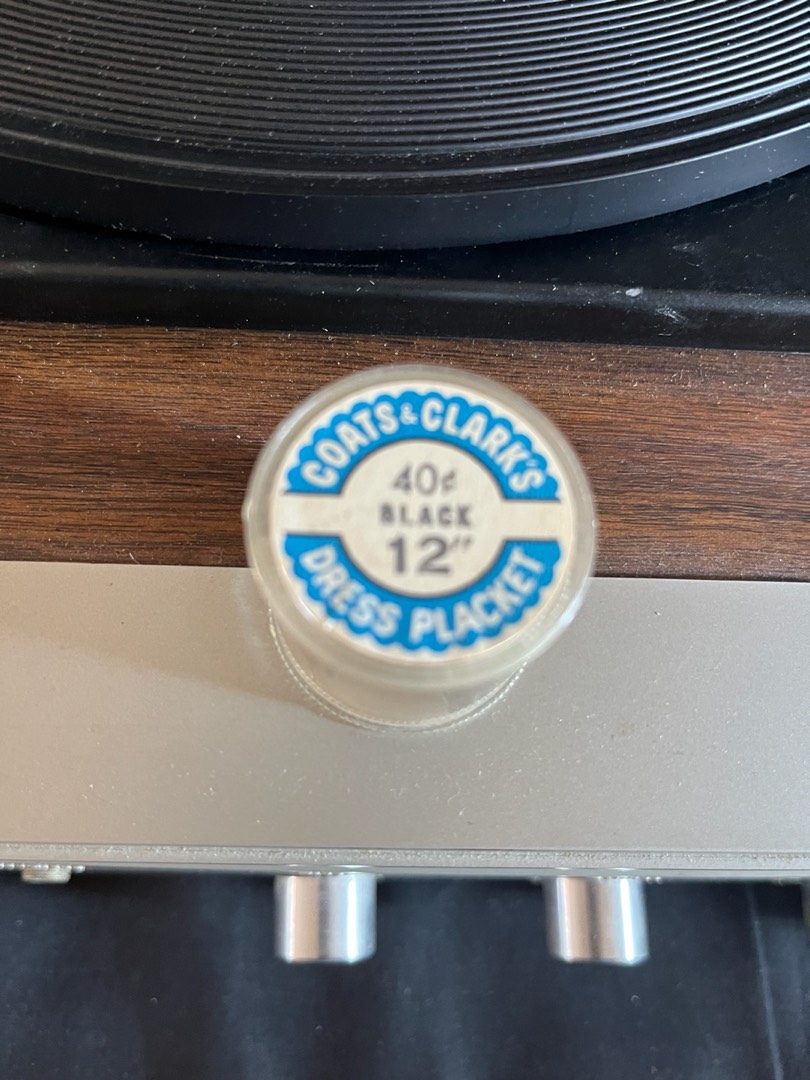 COATS & CLARK'S
40¢
BLACK
12"
DRESS PLACKET